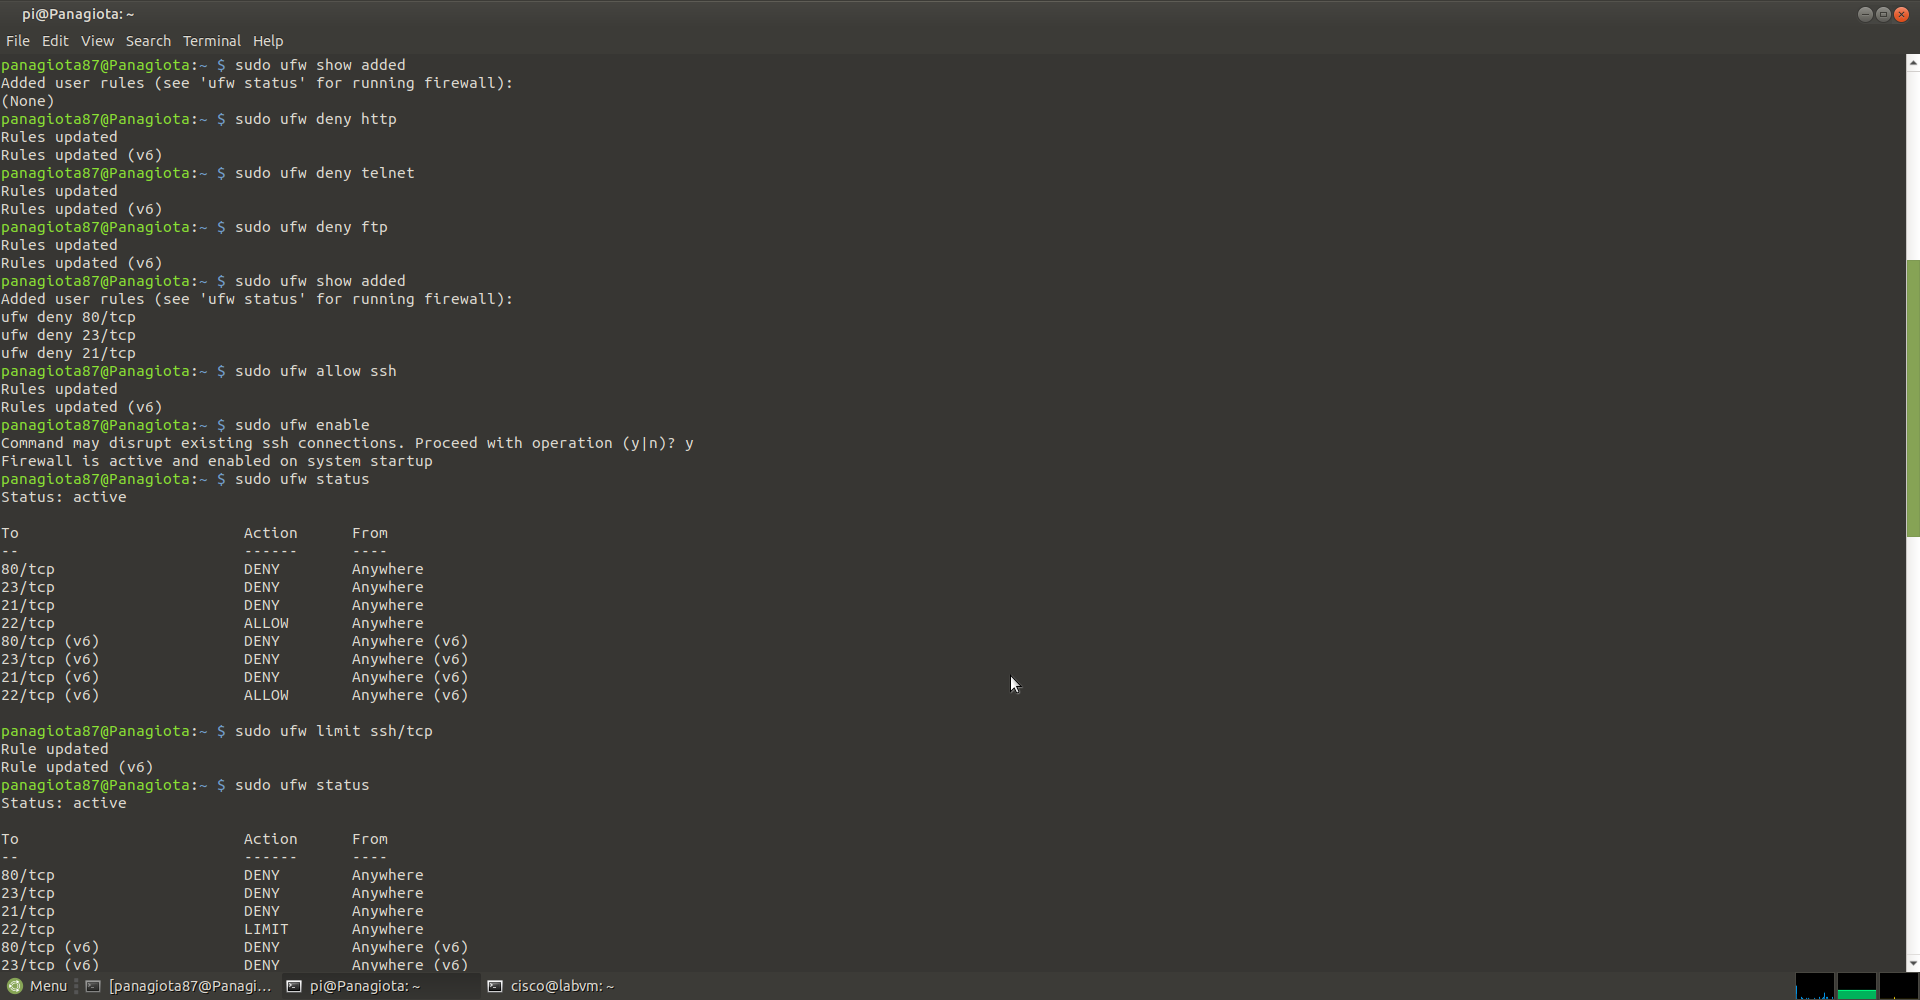 pi@Panagiota: ~
File Edit View Search Terminal Help
panagiota87@Panagiota:~ $ sudo ufw show added
Added user rules (see 'ufw status' for running firewall):
(None)
panagiota87@Panagiota:~ $ sudo ufw deny http
Rules updated
Rules updated (v6)
panagiota87@Panagiota:~ $ sudo ufw deny telnet
Rules updated
Rules updated (v6)
panagiota87@Panagiota:~ $ sudo ufw deny ftp
Rules updated
Rules updated (v6)
panagiota87@Panagiota:~ $ sudo ufw show added
Added user rules (see 'ufw status' for running firewall):
ufw deny 80/tcp
ufw deny 23/tcp
ufw deny 21/tcp
panagiota87@Panagiota:~ $ sudo ufw allow ssh
Rules updated
Rules updated (v6)
panagiota87@Panagiota:~ $ sudo ufw enable
Command may disrupt existing ssh connections. Proceed with operation (y|n)? y
Firewall is active and enabled on system startup
panagiota87@Panagiota:~ $ sudo ufw status
Status: active
To                         Action      From
--                         ------      ----
80/tcp                     DENY        Anywhere
23/tcp                     DENY        Anywhere
21/tcp                     DENY        Anywhere
22/tcp                     ALLOW       Anywhere
80/tcp (v6)                DENY        Anywhere (v6)
23/tcp (v6)                DENY        Anywhere (v6)
21/tcp (v6)                DENY        Anywhere (v6)
22/tcp (v6)                ALLOW       Anywhere (v6)
panagiota87@Panagiota:~ $ sudo ufw limit ssh/tcp
Rule updated
Rule updated (v6)
panagiota87@Panagiota:~ $ sudo ufw status
Status: active
To                         Action      From
--                         ------      ----
80/tcp                     DENY        Anywhere
23/tcp                     DENY        Anywhere
21/tcp                     DENY        Anywhere
22/tcp                     LIMIT       Anywhere
80/tcp (v6)                DENY        Anywhere (v6)
23/tcp (v6)                DENY        Anywhere (v6)
Menu [panagiota87@Panagi... pi@Panagiota: ~ cisco@labvm: ~